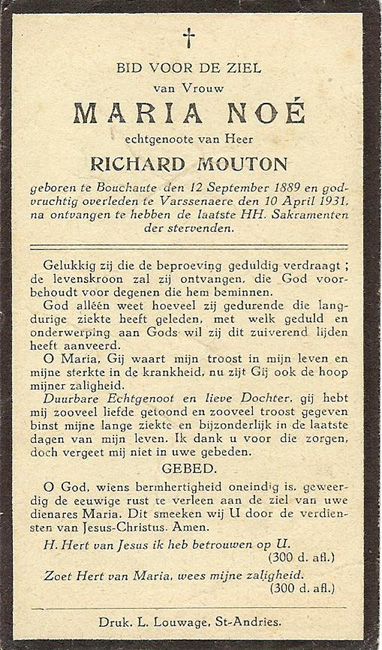 BID VOOR DE ZIEL
van Vrouw
MARIA NOÉ
echtgenoote van Heer
RICHARD MOUTON
geboren te Bouchaute den 12 September 1889 en god-
vruchtig overleden te Varssenaere den 10 April 1931,
na ontvangen te hebben de laatste HH. Sakramenten
der stervenden.
Gelukkig zij die de beproeving geduldig verdraagt ;
de levenskroon zal zij ontvangen, die God voor-
behoudt voor degenen die hem beminnen.
God alléén weet hoeveel zij gedurende die lang-
durige ziekte heeft geleden, met welk geduld en
onderwerping aan Gods wil zij dit zuiverend lijden
heeft aanveerd.
O Maria, Gij waart mijn troost in mijn leven en
mijne sterkte in de krankheid, nu zijt Gij ook de hoop
mijner zaligheid.
Duurbare Echtgenoot en lieve Dochter, gij hebt
mij zooveel liefde getoond en zooveel troost gegeven
binst mijne lange ziekte en bijzonderlijk in de laatste
dagen van mijn leven. Ik dank u voor die zorgen,
doch vergeet mij niet in uwe gebeden.
GEBED.
O God, wiens bermhertigheid oneindig is, geweer-
dig de eeuwige rust te verleen aan de ziel van uwe
dienares Maria. Dit smeeken wij U door de verdien-
sten van Jesus-Christus. Amen.
H. Hert van Jesus ik heb betrouwen op U.
(300 d. afl.)
Zoet Hert van Maria, wees mijne zaligheid.
(300 d. afl.)
Druk. L. Louwage, St-Andries.